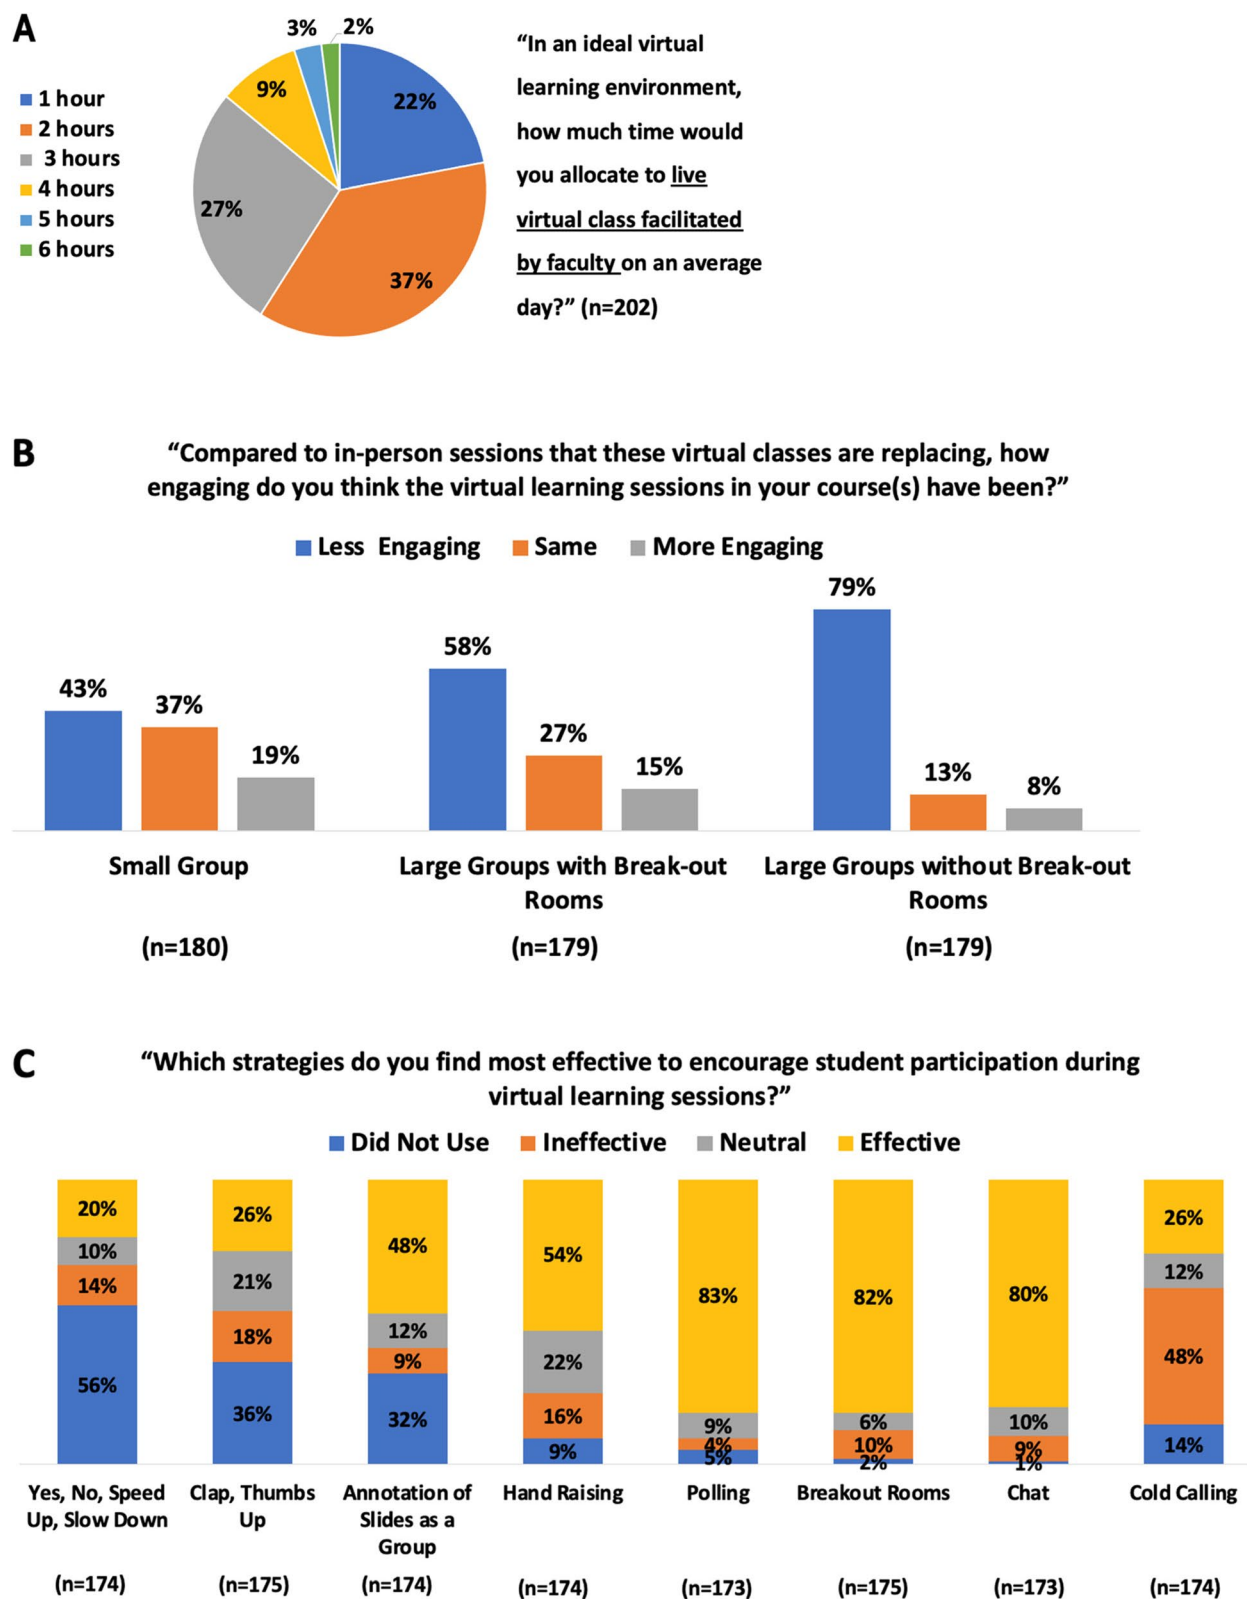 A
1 hour
2 hours
3 hours
4 hours
5 hours
6 hours
3%
2%
9%
22%
27%
37%
“In an ideal virtual
learning environment,
how much time would
you allocate to live
virtual class facilitated
by faculty on an average
day?” (n=202)
B
“Compared to in-person sessions that these virtual classes are replacing, how
engaging do you think the virtual learning sessions in your course(s) have been?”
Less Engaging Same More Engaging
43% 37% 19%
58% 27% 15%
79% 13% 8%
Small Group
(n=180)
Large Groups with Break-out
Rooms
(n=179)
Large Groups without Break-out
Rooms
(n=179)
C
“Which strategies do you find most effective to encourage student participation during
virtual learning sessions?”
Did Not Use Ineffective Neutral Effective
20%
10%
14%
56%
Yes, No, Speed
Up, Slow Down
(n=174)
26%
21%
18%
36%
Clap, Thumbs
Up
(n=175)
48%
12%
9%
32%
Annotation of
Slides as a
Group
(n=174)
54%
22%
16%
9%
Hand Raising
(n=174)
83%
9%
4%
5%
Polling
(n=173)
82%
6%
10%
2%
Breakout Rooms
(n=175)
80%
10%
9%
1%
Chat
(n=173)
26%
12%
48%
14%
Cold Calling
(n=174)